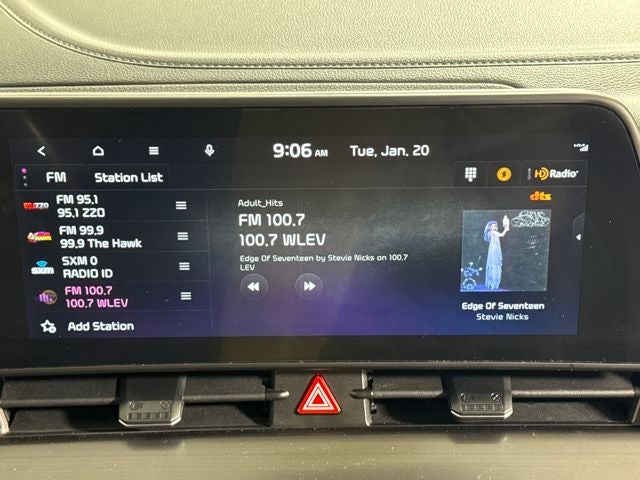 9:06 AM Tue, Jan. 20
FM Station List
HD Radio
dts
FM 95.1
95.1 ZZO
FM 99.9
99.9 The Hawk
SXM
SXM 0
RADIO ID
FM 100.7
100.7 WLEV
Add Station
Adult_Hits
FM 100.7
100.7 WLEV
Edge Of Seventeen by Stevie Nicks on 100.7
LEV
Edge Of Seventeen
Stevie Nicks